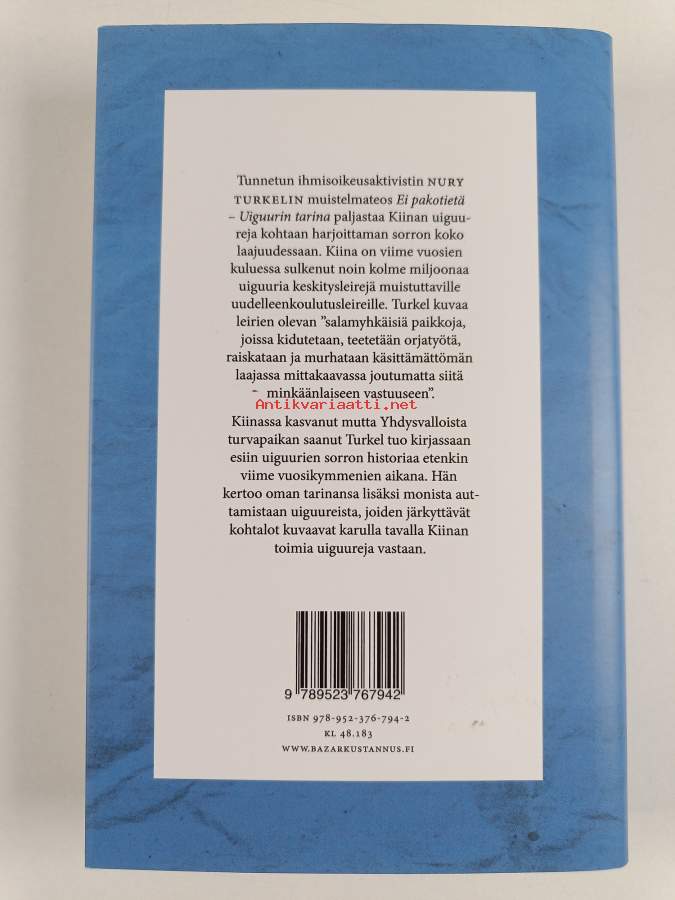 Tunnetun ihmisoikeusaktivistin NURY
TURKELIN muistelmateos Ei pakotietä
– Uiguurin tarina paljastaa Kiinan uiguu-
reja kohtaan harjoittaman sorron koko
laajuudessaan. Kiina on viime vuosien
kuluessa sulkenut noin kolme miljoonaa
uiguuria keskitysleirejä muistuttaville
uudelleenkoulutusleireille. Turkel kuvaa
leirien olevan ”salamyhkäisiä paikkoja,
joissa kidutetaan, teetetään orjatyötä,
raiskataan ja murhataan käsittämättömän
laajassa mittakaavassa joutumatta siitä
minkäänlaiseen vastuuseen”.
Antikvariaatti.net
Kiinassa kasvanut mutta Yhdysvalloista
turvapaikan saanut Turkel tuo kirjassaan
esiin uiguurien sorron historiaa etenkin
viime vuosikymmenien aikana. Hän
kertoo oman tarinansa lisäksi monista aut-
tamistaan uiguureista, joiden järkyttävät
kohtalot kuvaavat karulla tavalla Kiinan
toimia uiguureja vastaan.
9 789523 767942
ISBN 978-952-376-794-2
KL 48.183
WWW.BAZARKUSTANNUS.FI